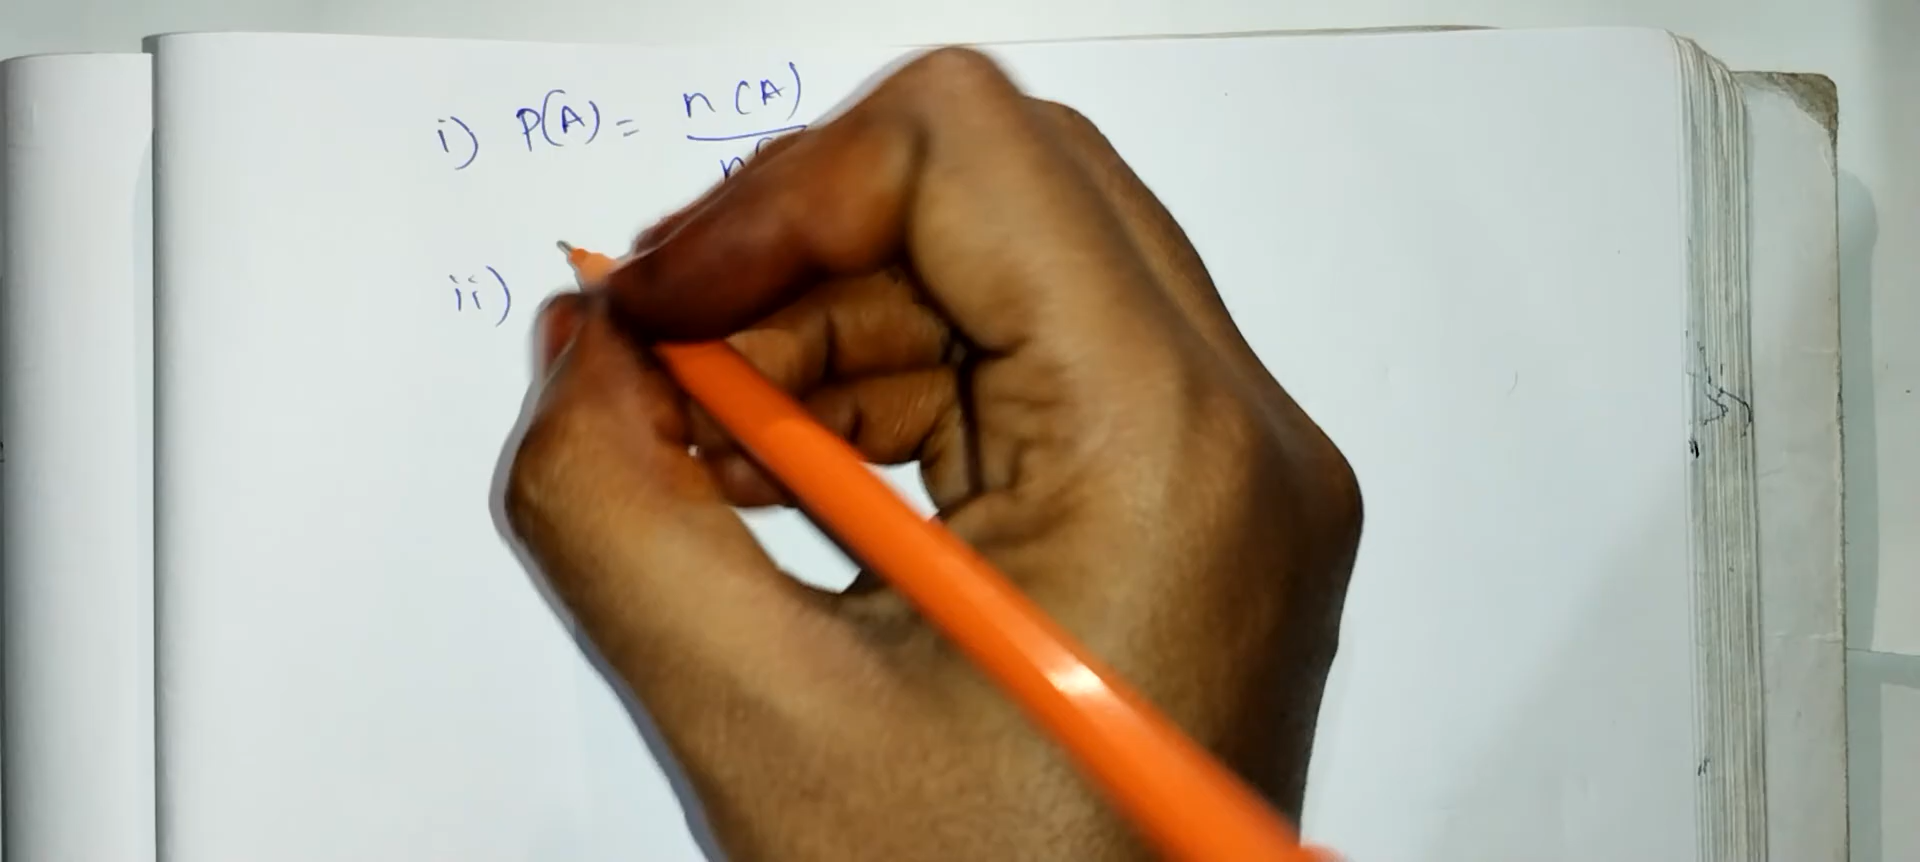 i) P(A) = n(A)
n(
ii)